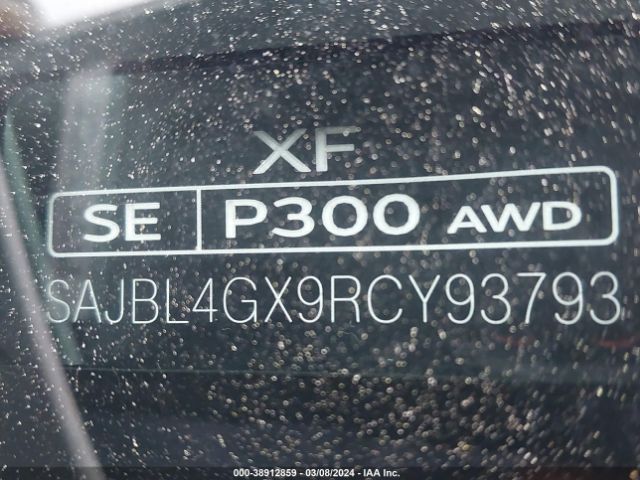 XF
SE P300 AWD
SAJBL4GX9RCY93793
000-38912859 - 03/08/2024 - IAA Inc.